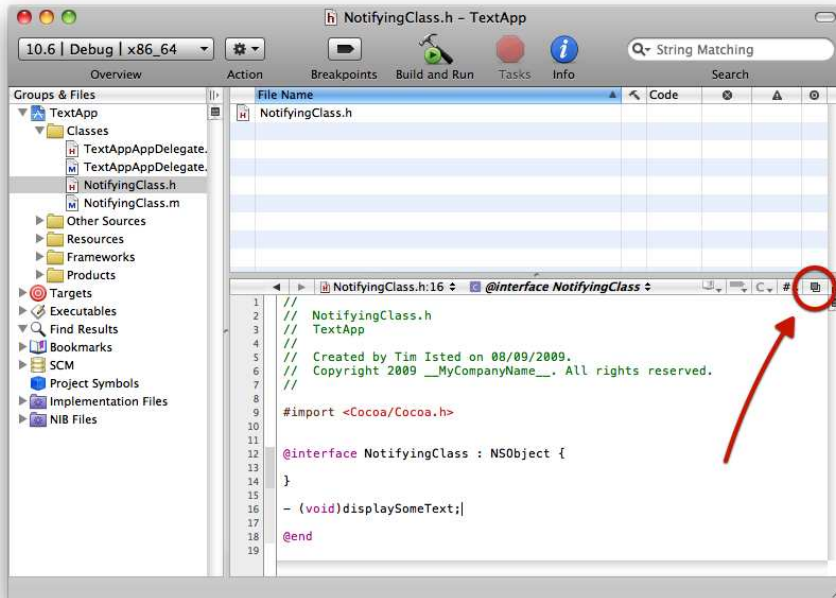 NotifyingClass.h – TextApp
10.6 | Debug | x86_64
String Matching
Overview
Action
Breakpoints
Build and Run
Tasks
Info
Search
Groups & Files
TextApp
Classes
TextAppAppDelegate.
TextAppAppDelegate.
NotifyingClass.h
NotifyingClass.m
Other Sources
Resources
Frameworks
Products
Targets
Executables
Find Results
Bookmarks
SCM
Project Symbols
Implementation Files
NIB Files
File Name
Code
NotifyingClass.h
NotifyingClass.h:16
@interface NotifyingClass
C
#
1 //
2 // NotifyingClass.h
3 // TextApp
4 //
5 // Created by Tim Isted on 08/09/2009.
6 // Copyright 2009 __MyCompanyName__. All rights reserved.
7 //
8
9 #import <Cocoa/Cocoa.h>
10
11
12 @interface NotifyingClass : NSObject {
13
14 }
15
16 - (void)displaySomeText;
17
18 @end
19